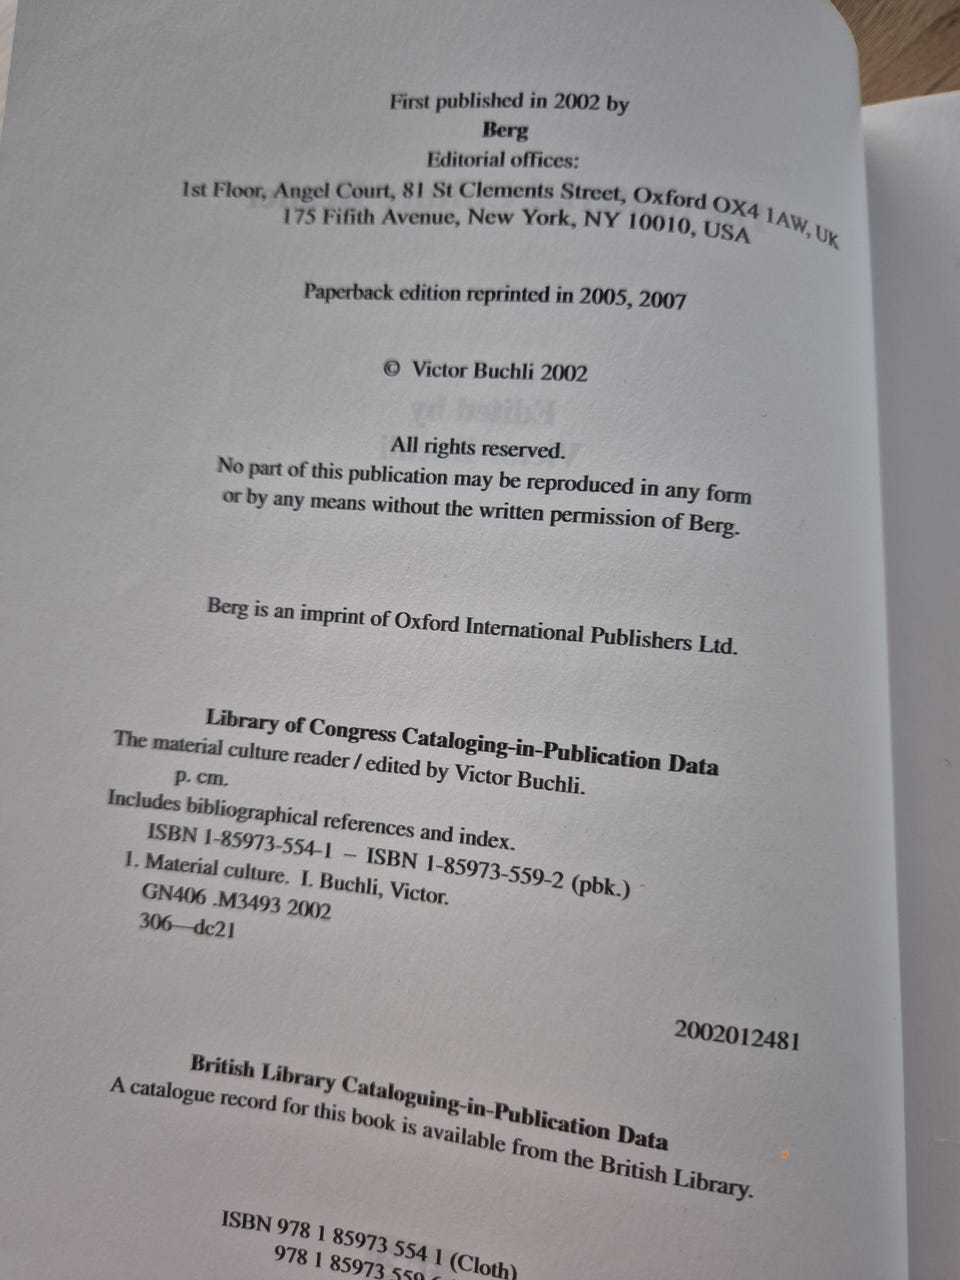 First published in 2002 by
Berg
Editorial offices:
1st Floor, Angel Court, 81 St Clements Street, Oxford OX4 1AW, UK
175 Fifith Avenue, New York, NY 10010, USA
Paperback edition reprinted in 2005, 2007
© Victor Buchli 2002
All rights reserved.
No part of this publication may be reproduced in any form
or by any means without the written permission of Berg.
Berg is an imprint of Oxford International Publishers Ltd.
Library of Congress Cataloging-in-Publication Data
The material culture reader / edited by Victor Buchli.
p. cm.
Includes bibliographical references and index.
ISBN 1-85973-554-1 – ISBN 1-85973-559-2 (pbk.)
1. Material culture. I. Buchli, Victor.
GN406 .M3493 2002
306—dc21
2002012481
British Library Cataloguing-in-Publication Data
A catalogue record for this book is available from the British Library.
ISBN 978 1 85973 554 1 (Cloth)
978 1 85973 559